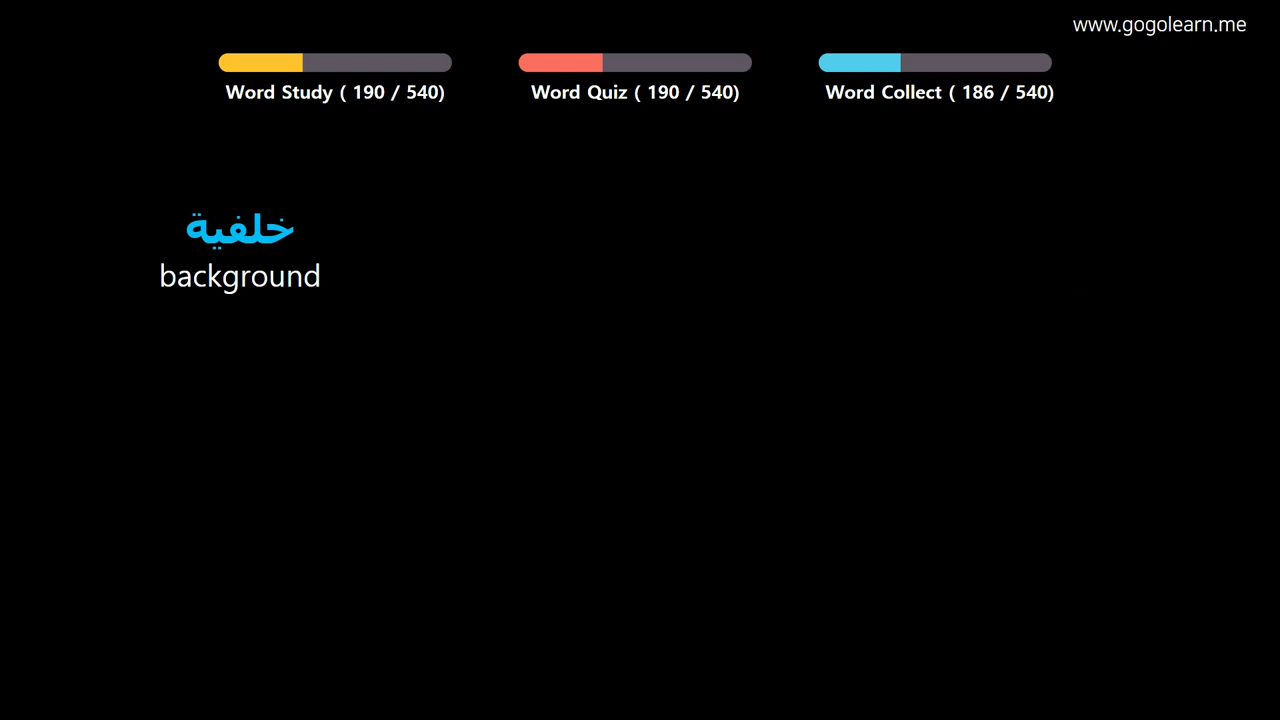 www.gogolearn.me
Word Study ( 190 / 540)
Word Quiz ( 190 / 540)
Word Collect ( 186 / 540)
خلفية
background